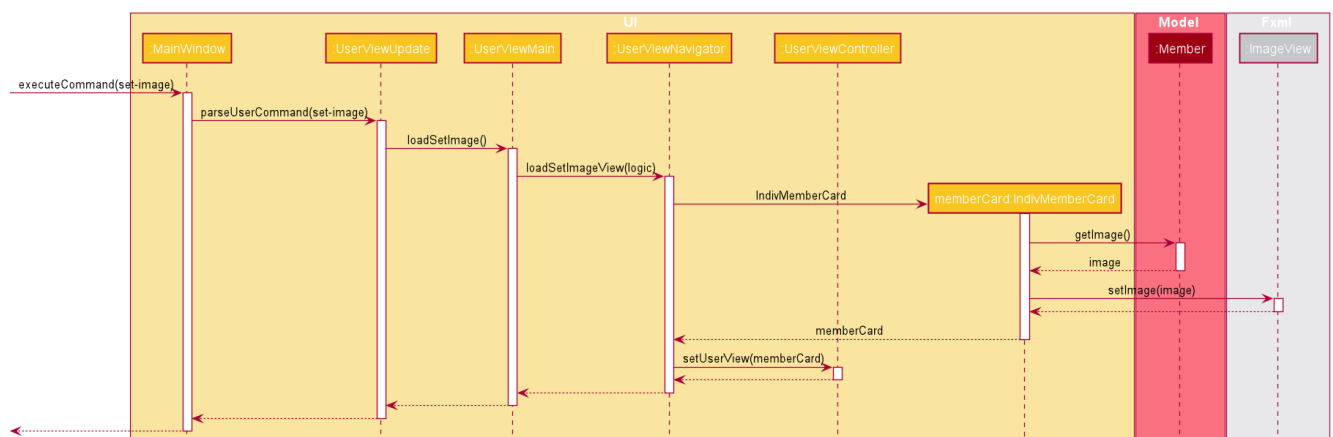 UI
Model
Fxml
:MainWindow
:UserViewUpdate
:UserViewMain
:UserViewNavigator
:UserViewController
:Member
:ImageView
executeCommand(set-image)
parseUserCommand(set-image)
loadSetImage()
loadSetImageView(logic)
IndivMemberCard
memberCard:IndivMemberCard
getImage()
image
setImage(image)
memberCard
setUserView(memberCard)